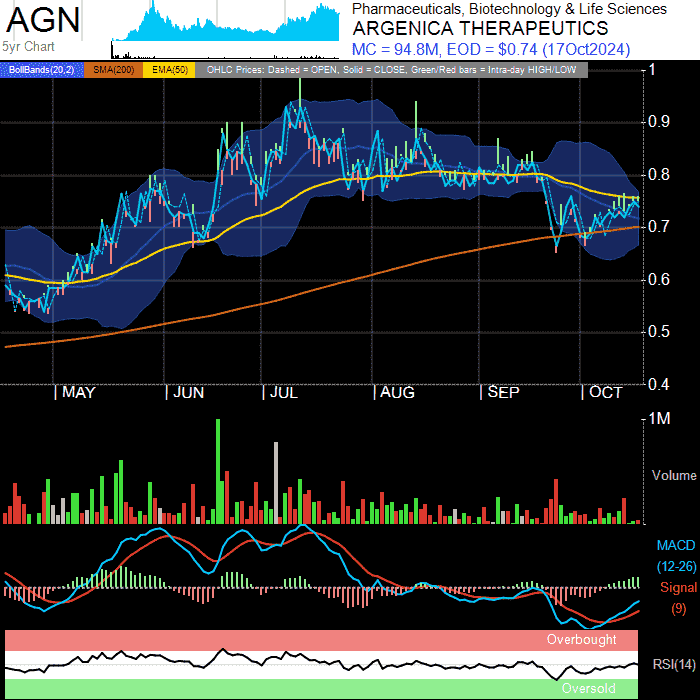 AGN
5yr Chart
Pharmaceuticals, Biotechnology & Life Sciences
ARGENICA THERAPEUTICS
MC = 94.8M, EOD = $0.74 (17Oct2024)
BollBands(20,2) SMA(200) EMA(50) OHLC Prices: Dashed = OPEN, Solid = CLOSE, Green/Red bars = Intra-day HIGH/LOW
1
0.9
0.8
0.7
0.6
0.5
0.4
| MAY | JUN | JUL | AUG | SEP | OCT
1M
Volume
MACD
(12-26)
Signal
(9)
Overbought
RSI(14)
Oversold